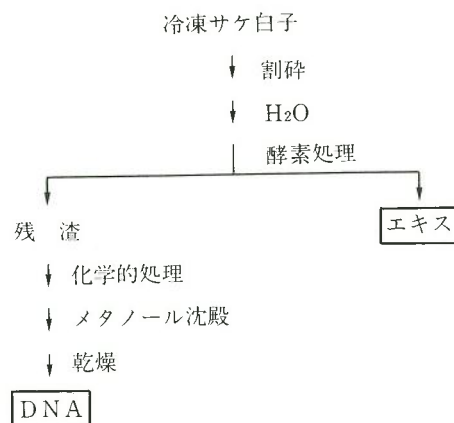 冷凍サケ白子
割砕
H₂O
酵素処理
残 渣
エキス
化学的処理
メタノール沈殿
乾燥
DNA